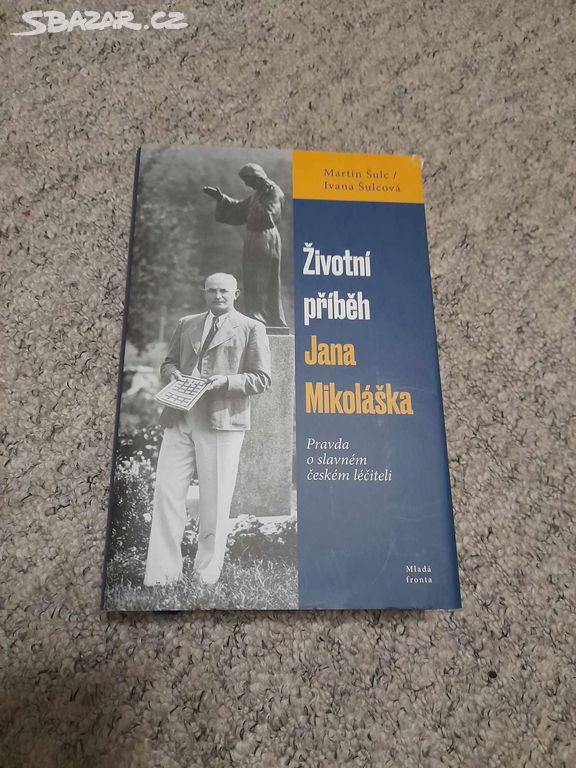 SBAZAR.CZ
Martin Šulc /
Ivana Šulcová
Životní
příběh
Jana
Mikoláška
Pravda
o slavném
českém léčiteli
Mladá
fronta